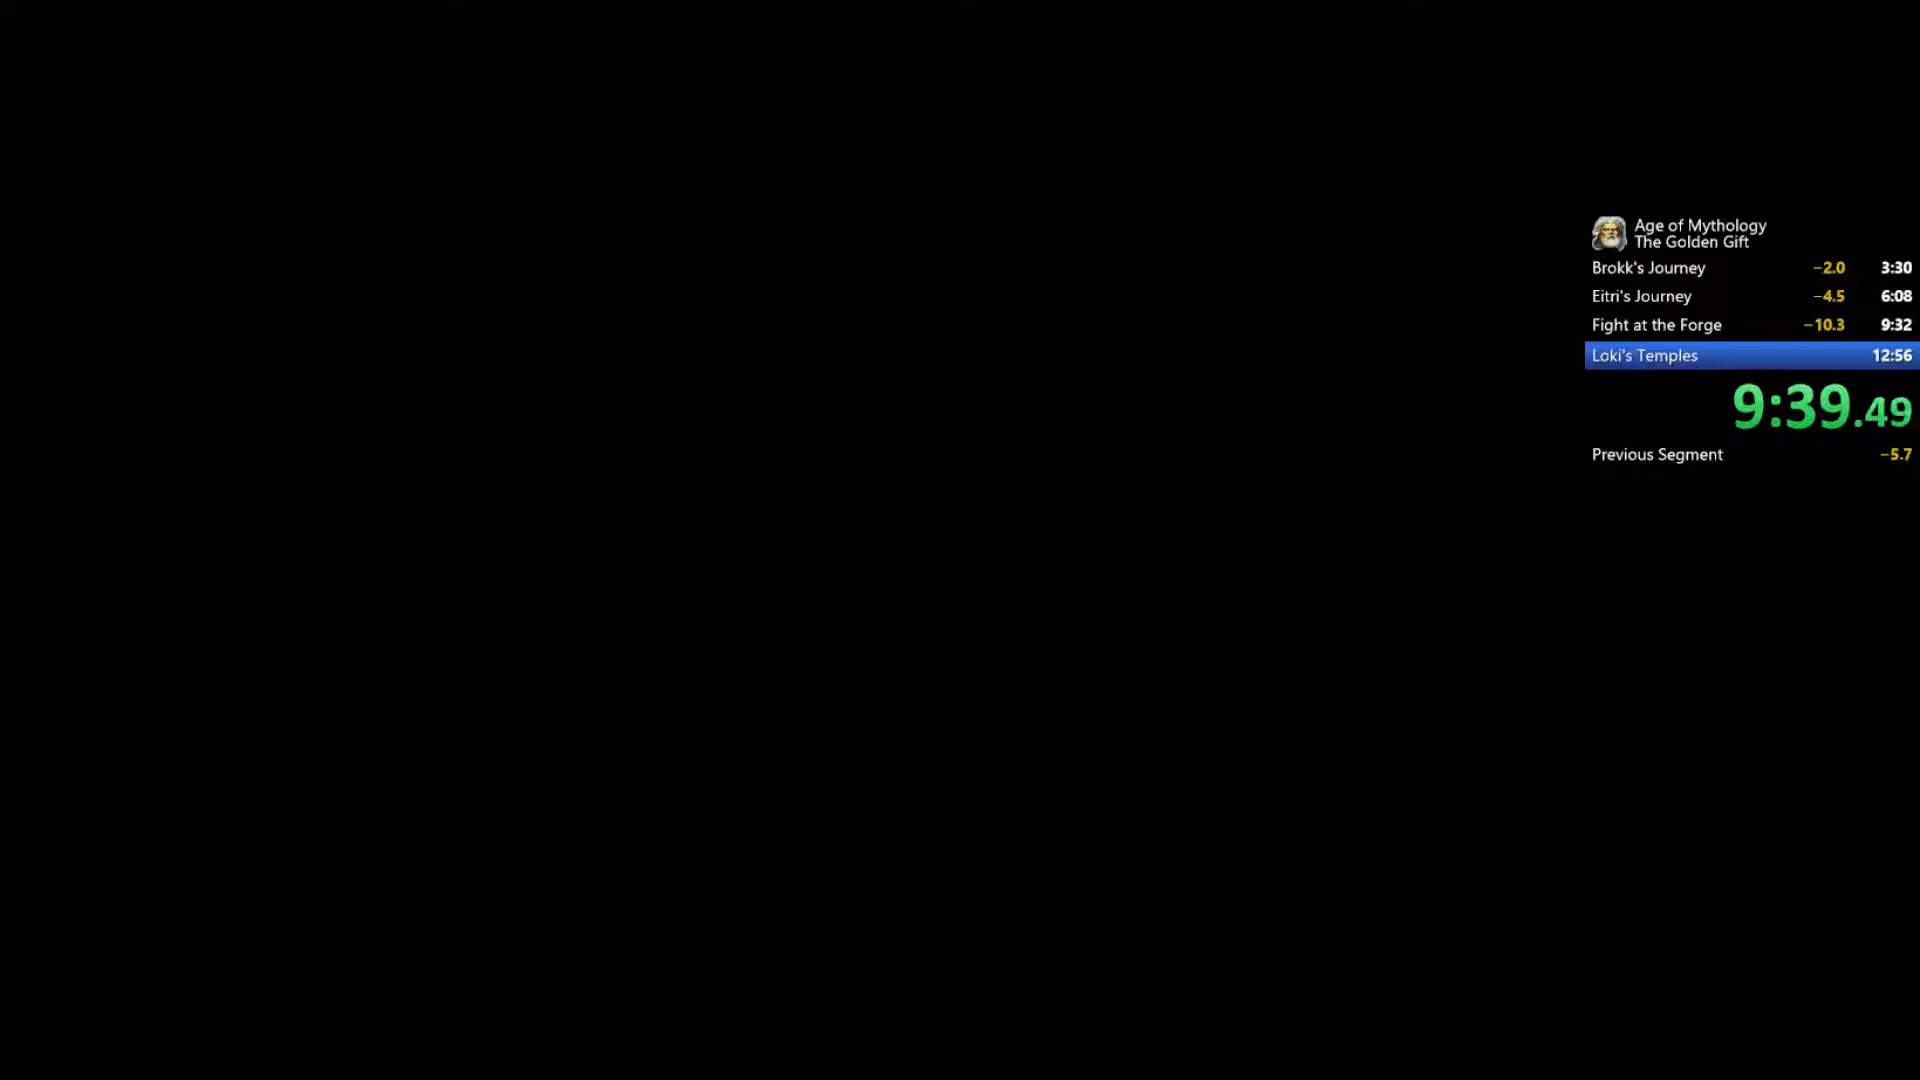 Age of Mythology
The Golden Gift
Brokk's Journey −2.0 3:30
Eitri's Journey −4.5 6:08
Fight at the Forge −10.3 9:32
Loki's Temples 12:56
9:39.49
Previous Segment −5.7